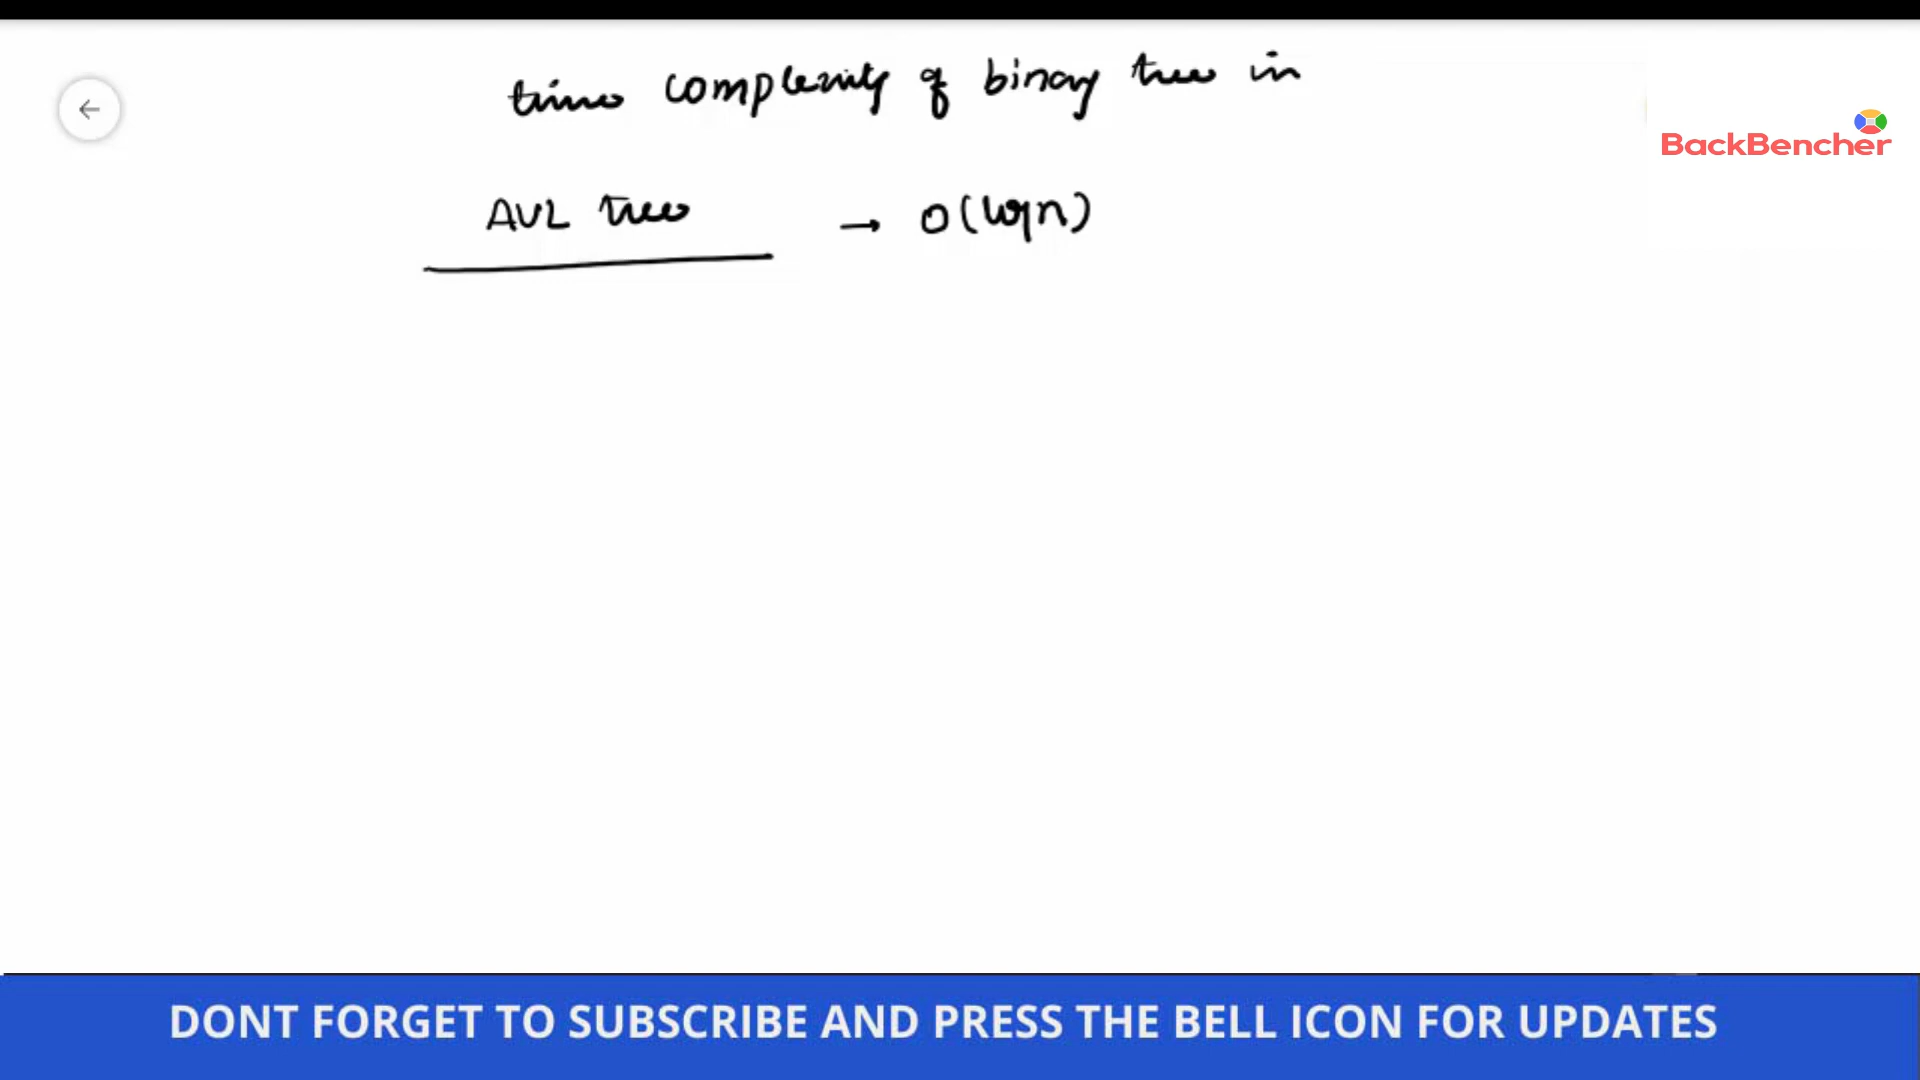 time complexity of binary tree in
BackBencher
AVL tree → O(logn)
DONT FORGET TO SUBSCRIBE AND PRESS THE BELL ICON FOR UPDATES